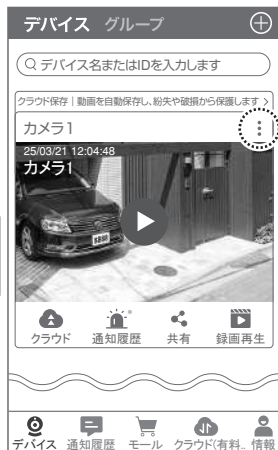 デバイス グループ
デバイス名またはIDを入力します
クラウド保存｜動画を自動保存し、紛失や破損から保護します >
カメラ1
25/03/21 12:04:48
カメラ1
クラウド 通知履歴 共有 録画再生
デバイス 通知履歴 モール クラウド(有料... 情報